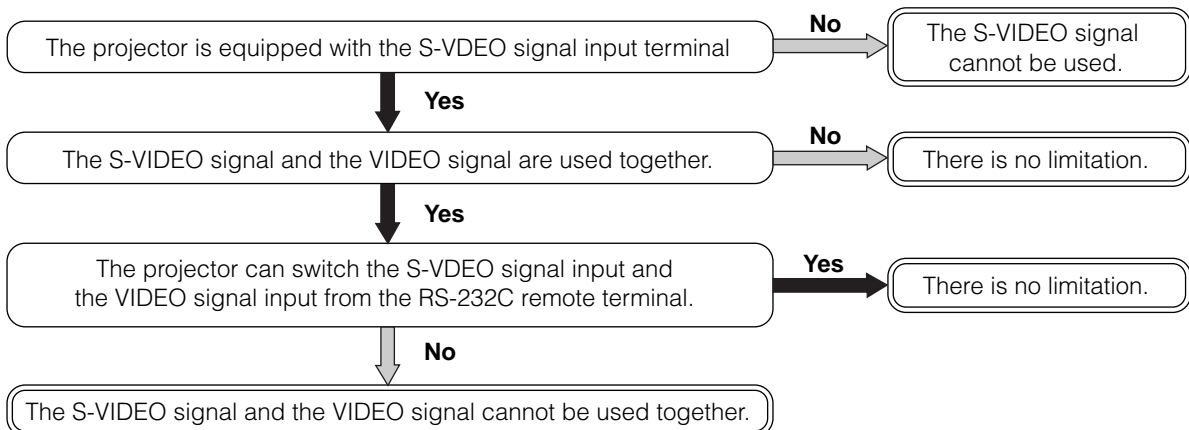 The projector is equipped with the S-VDEO signal input terminal
No
The S-VIDEO signal
cannot be used.
Yes
The S-VIDEO signal and the VIDEO signal are used together.
No
There is no limitation.
Yes
The projector can switch the S-VDEO signal input and
the VIDEO signal input from the RS-232C remote terminal.
Yes
There is no limitation.
No
The S-VIDEO signal and the VIDEO signal cannot be used together.